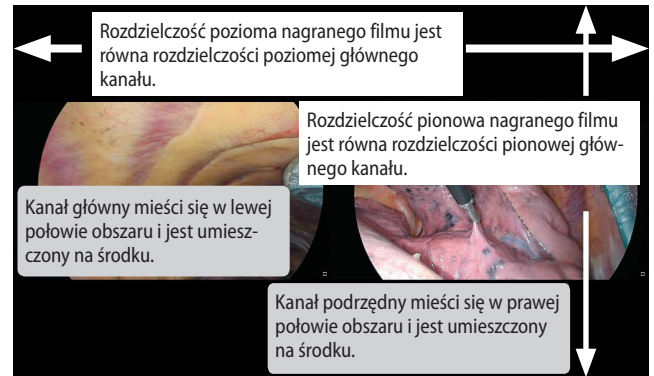 Rozdzielczość pozioma nagranego filmu jest
równa rozdzielczości poziomej głównego
kanału.
Rozdzielczość pionowa nagranego filmu
jest równa rozdzielczości pionowej głów-
nego kanału.
Kanał główny mieści się w lewej
połowie obszaru i jest umiesz-
czony na środku.
Kanał podrzędny mieści się w prawej
połowie obszaru i jest umieszczony
na środku.